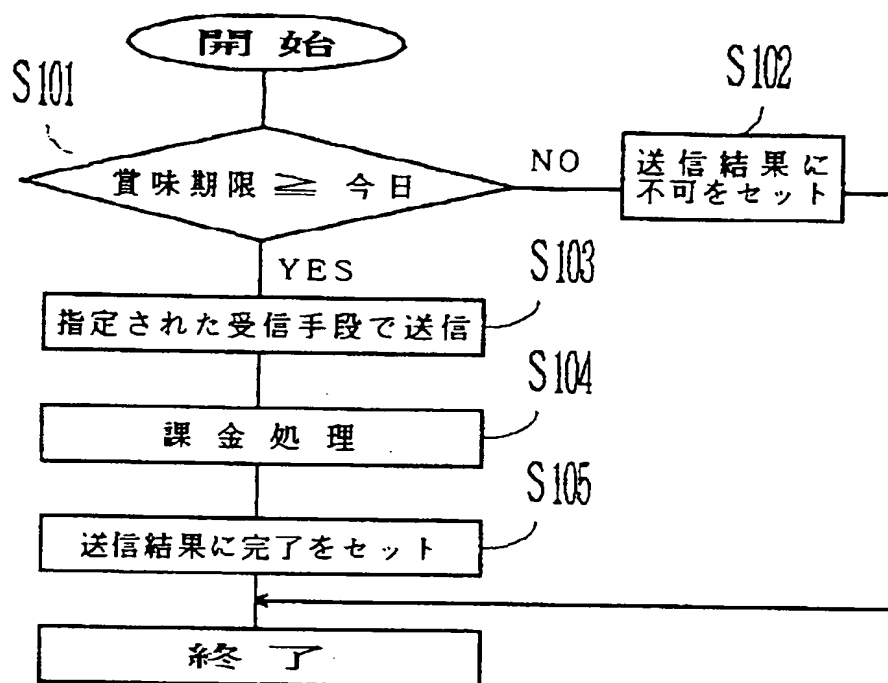 開始
S101
賞味期限 ≧ 今日
NO
S102
送信結果に
不可をセット
YES
S103
指定された受信手段で送信
S104
課金処理
S105
送信結果に完了をセット
終了